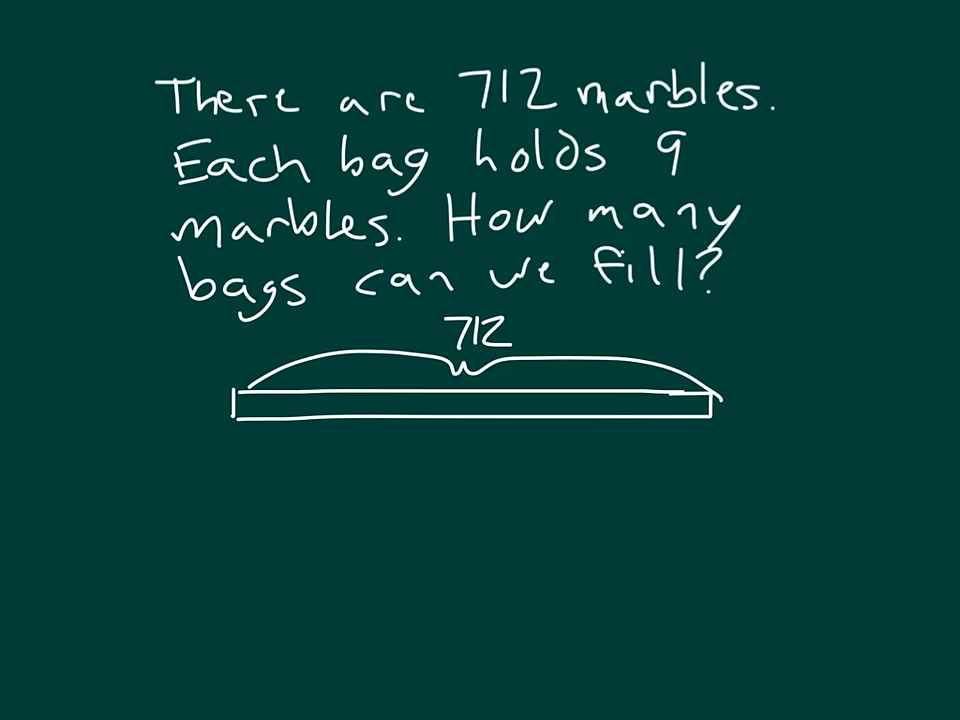 There are 712 marbles.
Each bag holds 9
marbles. How many
bags can we fill?
712